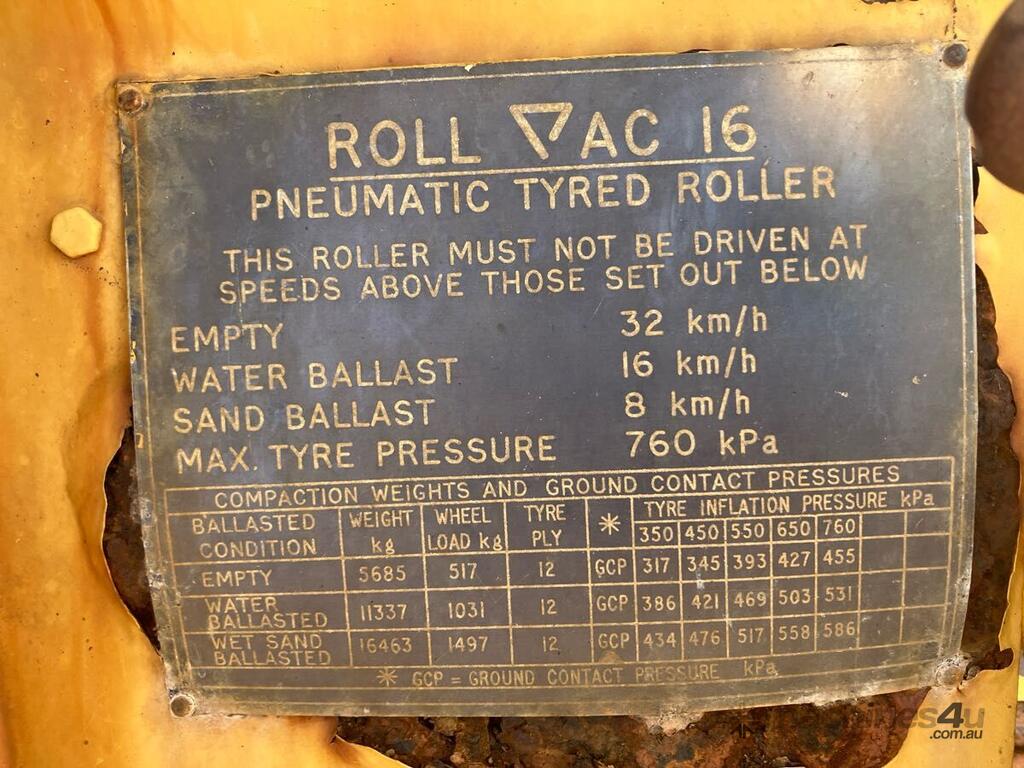 ROLL VAC 16
PNEUMATIC TYRED ROLLER
THIS ROLLER MUST NOT BE DRIVEN AT
SPEEDS ABOVE THOSE SET OUT BELOW
EMPTY 32 km/h
WATER BALLAST 16 km/h
SAND BALLAST 8 km/h
MAX. TYRE PRESSURE 760 kPa
COMPACTION WEIGHTS AND GROUND CONTACT PRESSURES
BALLASTED CONDITION WEIGHT kg WHEEL LOAD kg TYRE PLY * TYRE INFLATION PRESSURE kPa
350 450 550 650 760
EMPTY 5685 517 12 GCP 317 345 393 427 455
WATER BALLASTED 11337 1031 12 GCP 386 421 469 503 531
WET SAND BALLASTED 16463 1497 12 GCP 434 476 517 558 586
* GCP = GROUND CONTACT PRESSURE kPa
machines4u
.com.au